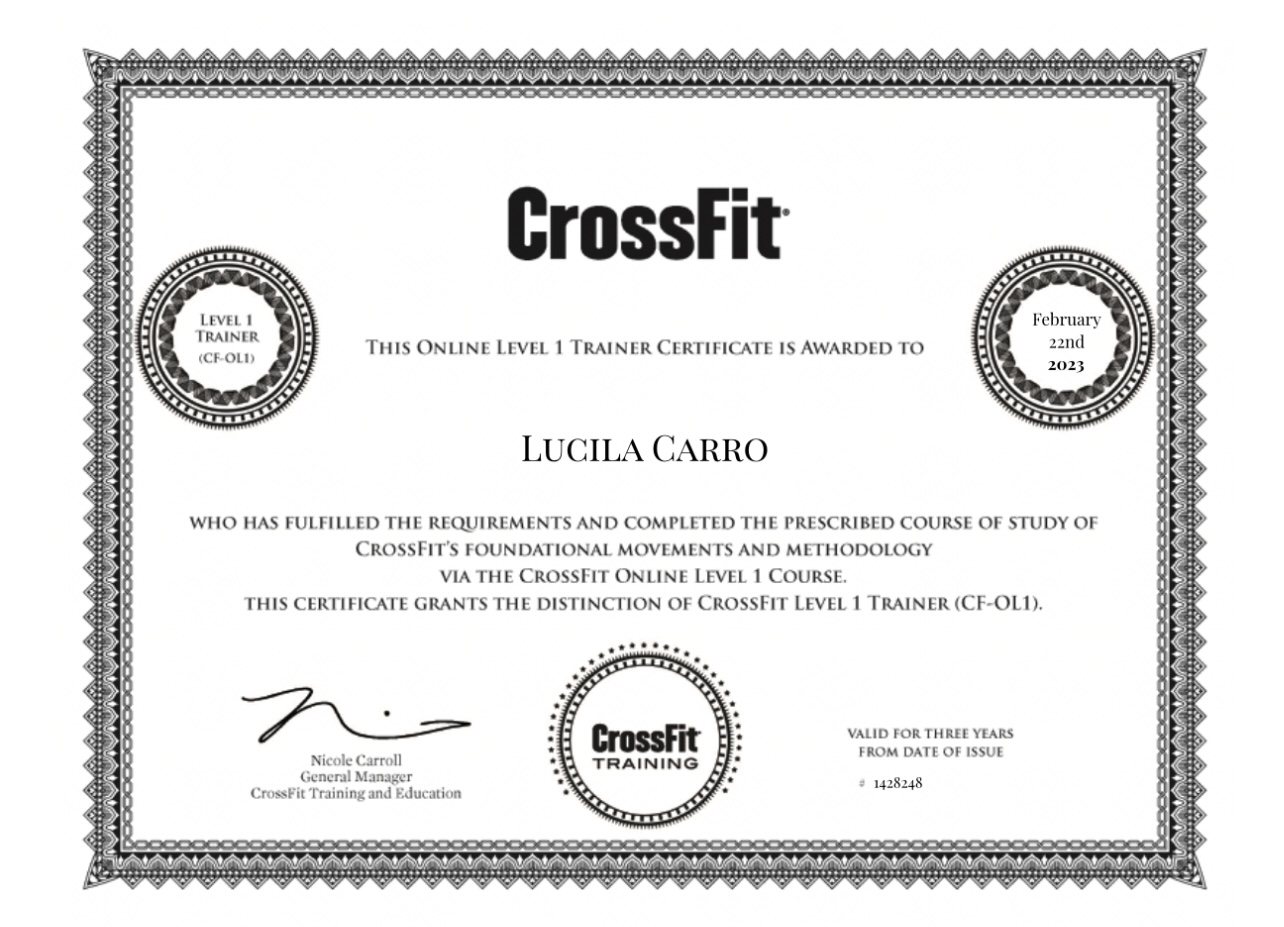 CrossFit
LEVEL 1
TRAINER
(CF-OL1)
February
22nd
2023
THIS ONLINE LEVEL 1 TRAINER CERTIFICATE IS AWARDED TO
LUCILA CARRO
WHO HAS FULFILLED THE REQUIREMENTS AND COMPLETED THE PRESCRIBED COURSE OF STUDY OF
CROSSFIT'S FOUNDATIONAL MOVEMENTS AND METHODOLOGY
VIA THE CROSSFIT ONLINE LEVEL 1 COURSE.
THIS CERTIFICATE GRANTS THE DISTINCTION OF CROSSFIT LEVEL 1 TRAINER (CF-OL1).
Nicole Carroll
General Manager
CrossFit Training and Education
CrossFit
TRAINING
VALID FOR THREE YEARS
FROM DATE OF ISSUE
# 1428248